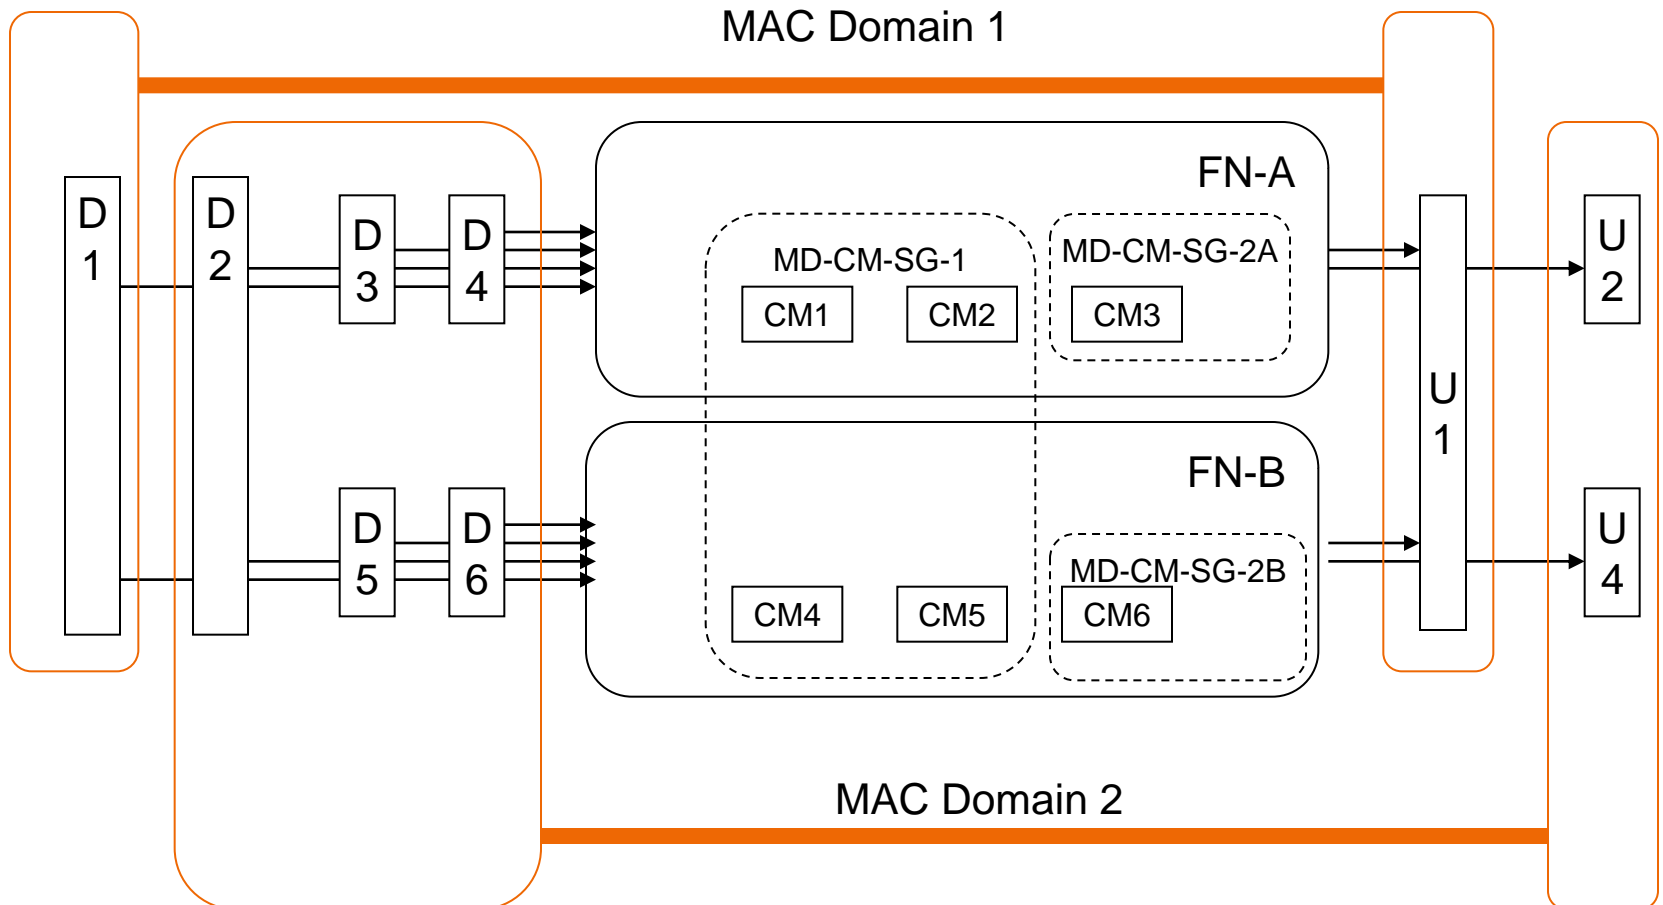 MAC Domain 1
FN-A
D
1
D
2
D
3
D
4
MD-CM-SG-1
MD-CM-SG-2A
CM1
CM2
CM3
U
2
U
1
FN-B
D
5
D
6
MD-CM-SG-2B
CM4
CM5
CM6
U
4
MAC Domain 2